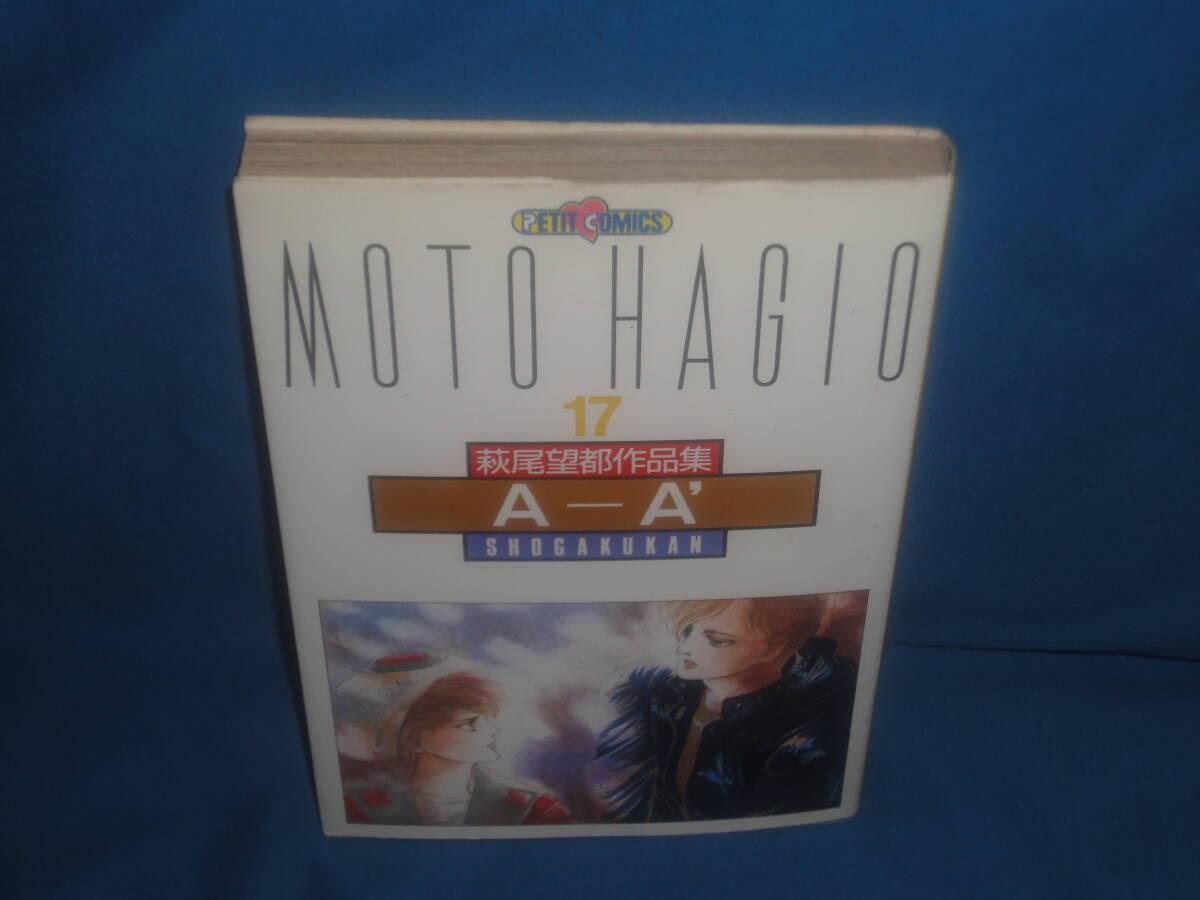 PETIT COMICS
MOTO HAGIO
17
萩尾望都作品集
A—A'
SHOGAKUKAN